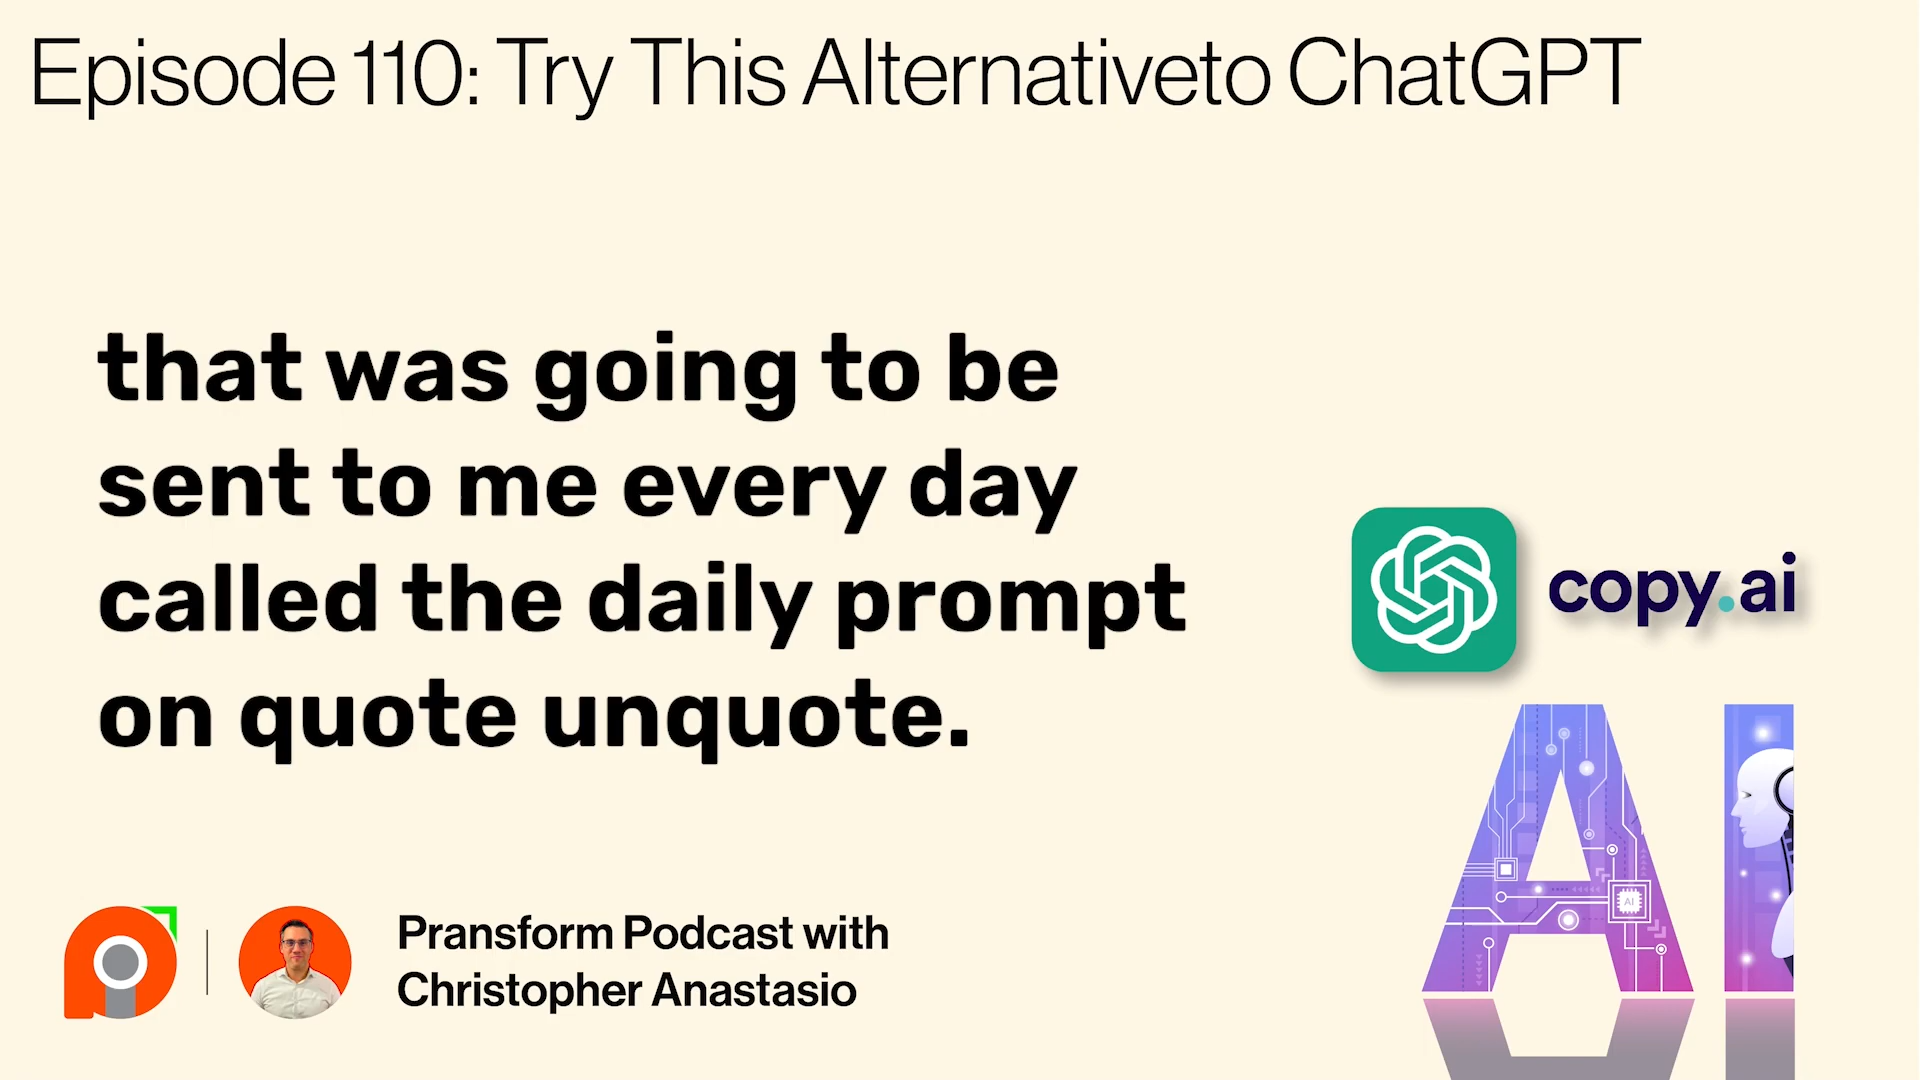 Episode 110: Try This Alternativeto ChatGPT
that was going to be
sent to me every day
called the daily prompt
on quote unquote.
copy.ai
AI
AI
Pransform Podcast with
Christopher Anastasio